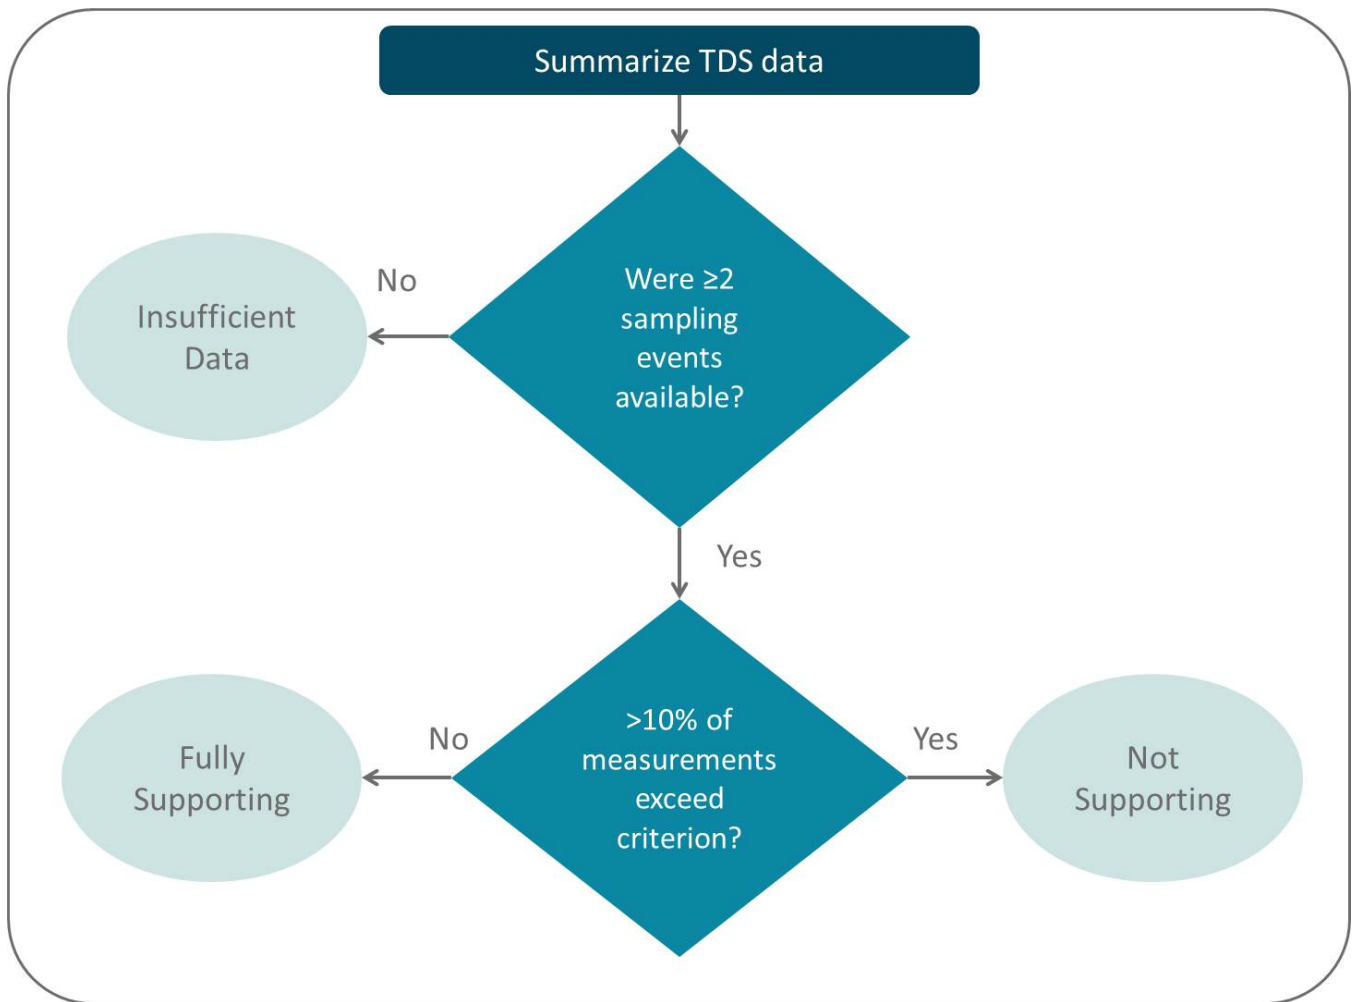 Summarize TDS data
Were ≥2
sampling
events
available?
No
Insufficient
Data
Yes
>10% of
measurements
exceed
criterion?
No
Fully
Supporting
Yes
Not
Supporting